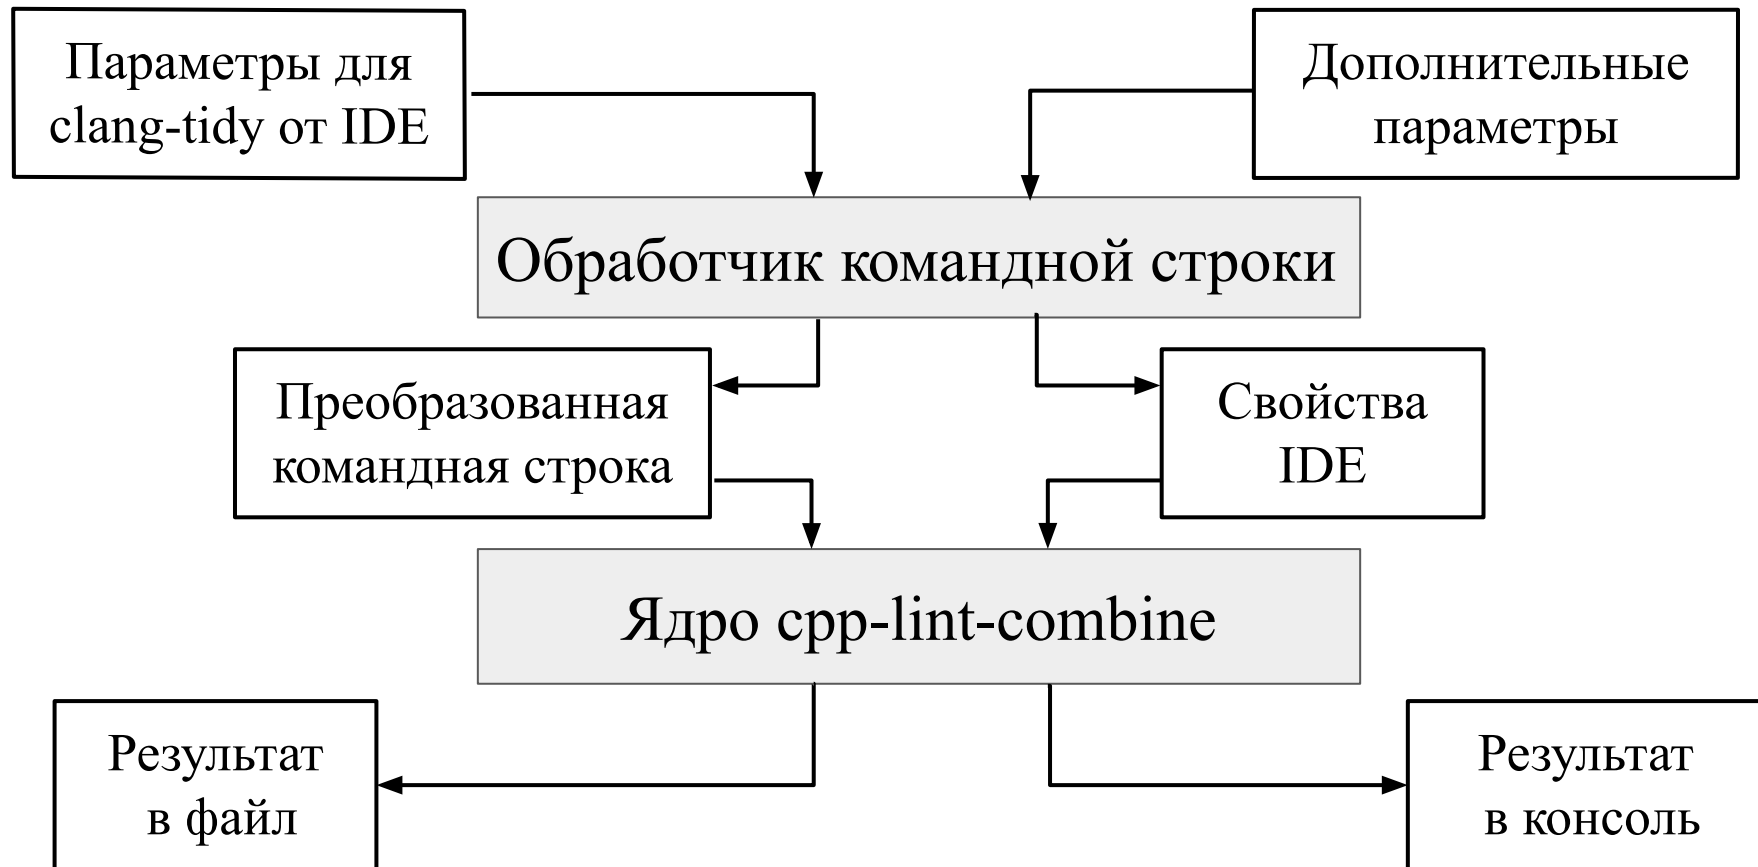 Параметры для
clang-tidy от IDE
Дополнительные
параметры
Обработчик командной строки
Преобразованная
командная строка
Свойства
IDE
Ядро cpp-lint-combine
Результат
в файл
Результат
в консоль